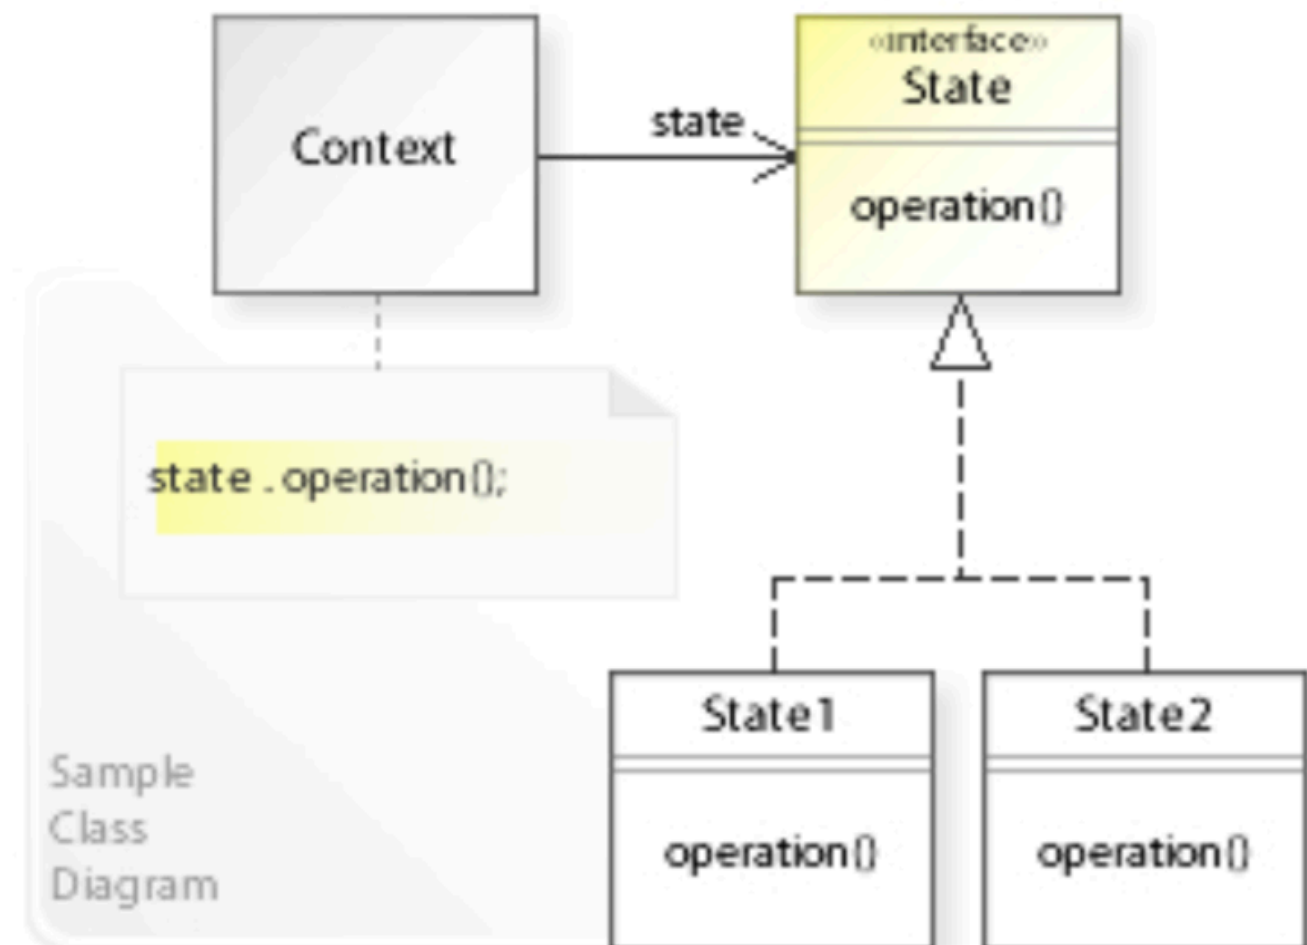 «interface»
State
Context
state
operation()
state . operation();
State1
State2
operation()
operation()
Sample
Class
Diagram